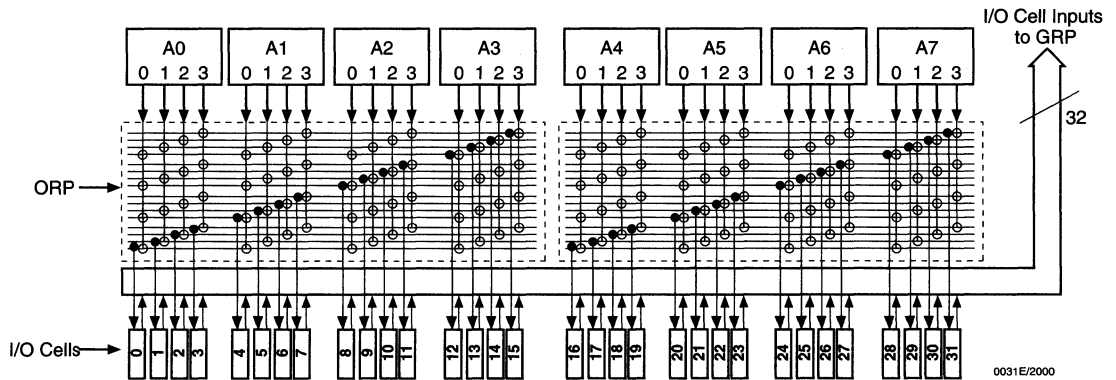 I/O Cell Inputs
to GRP
A0 A1 A2 A3 A4 A5 A6 A7
0 1 2 3 0 1 2 3 0 1 2 3 0 1 2 3 0 1 2 3 0 1 2 3 0 1 2 3 0 1 2 3
32
ORP
I/O Cells
0 1 2 3 4 5 6 7 8 9 10 11 12 13 14 15 16 17 18 19 20 21 22 23 24 25 26 27 28 29 30 31
0031E/2000